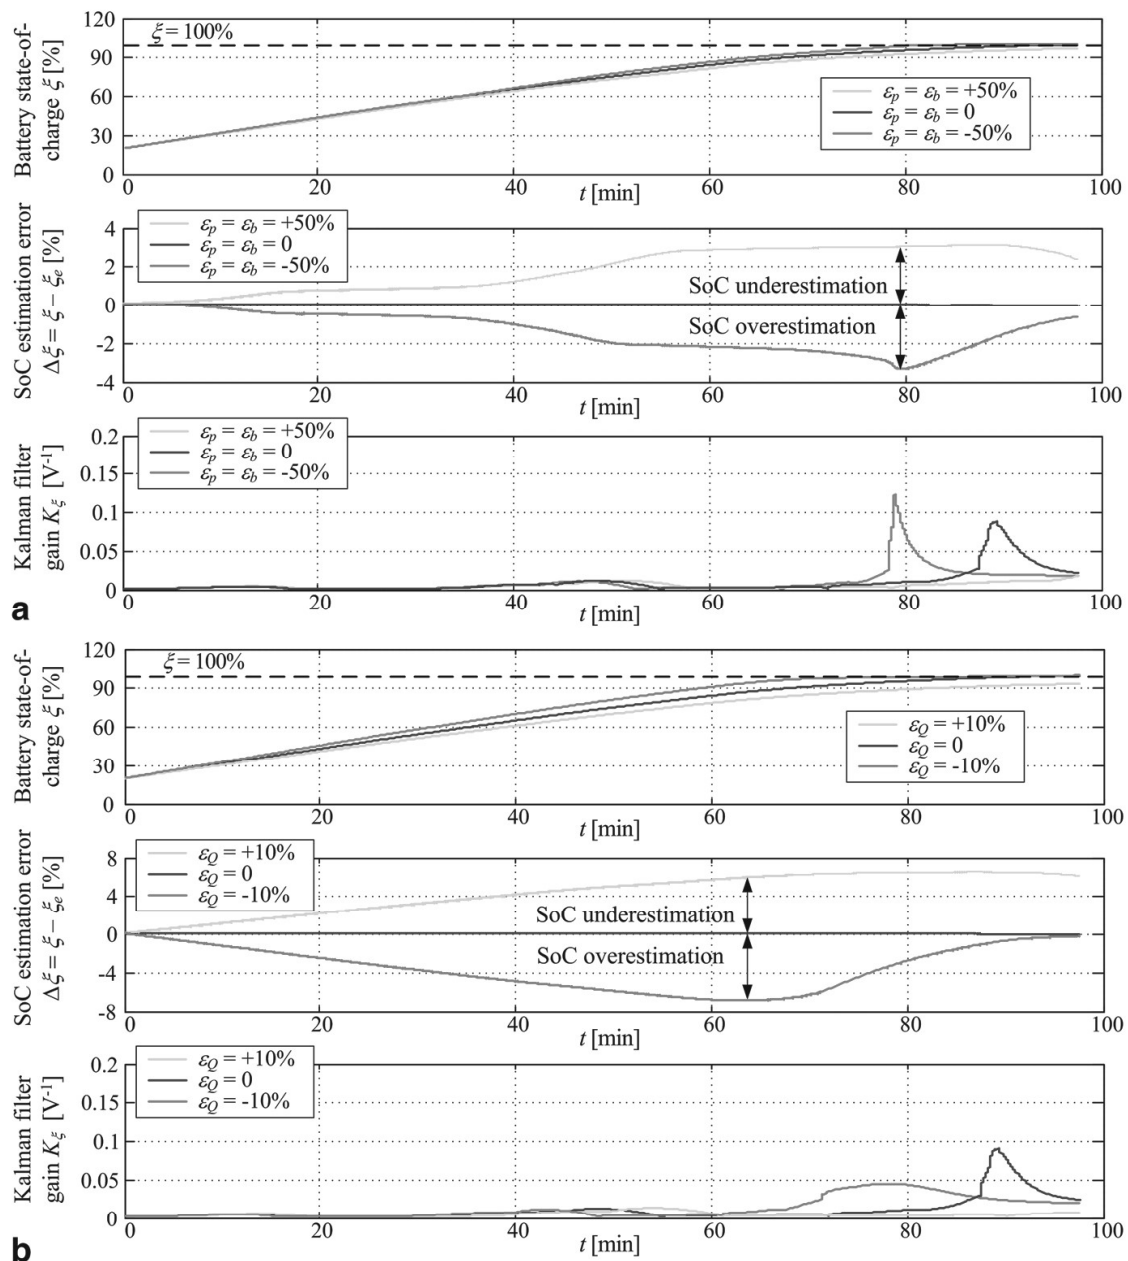 Battery state-of-
charge ξ [%]
120
90
60
30
0
ξ = 100%
εp = εb = +50%
εp = εb = 0
εp = εb = -50%
0 20 40 60 80 100
t [min]
SoC estimation error
Δξ = ξ – ξe [%]
4
2
0
-2
-4
εp = εb = +50%
εp = εb = 0
εp = εb = -50%
SoC underestimation
SoC overestimation
0 20 40 60 80 100
t [min]
Kalman filter
gain Kξ [V-1]
0.2
0.15
0.1
0.05
0
εp = εb = +50%
εp = εb = 0
εp = εb = -50%
0 20 40 60 80 100
t [min]
a
Battary state-of-
charge ξ [%]
120
90
60
30
0
ξ = 100%
εQ = +10%
εQ = 0
εQ = -10%
0 20 40 60 80 100
t [min]
SoC estimation error
Δξ = ξ – ξe [%]
8
4
0
-4
-8
εQ = +10%
εQ = 0
εQ = -10%
SoC underestimation
SoC overestimation
0 20 40 60 80 100
t [min]
Kalman filter
gain Kξ [V-1]
0.2
0.15
0.1
0.05
0
εQ = +10%
εQ = 0
εQ = -10%
0 20 40 60 80 100
t [min]
b